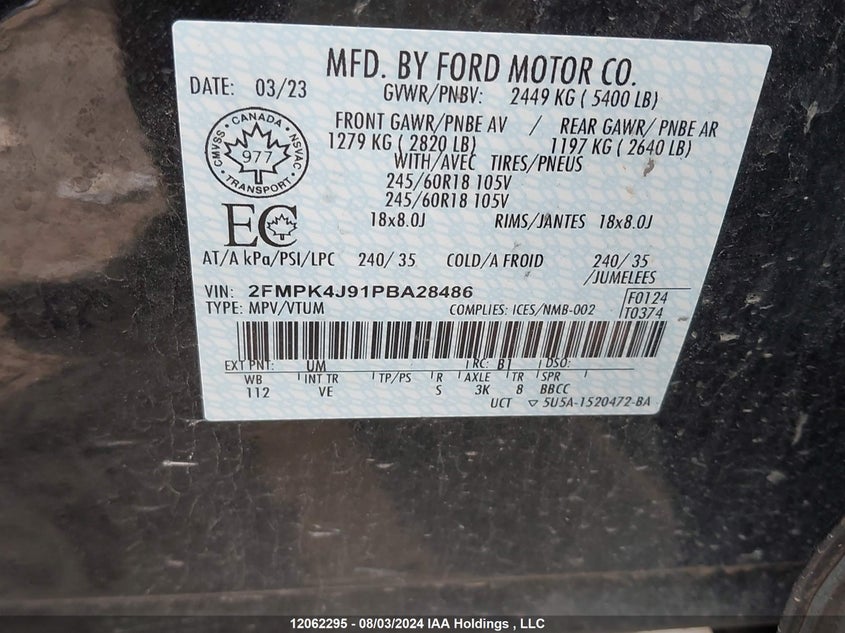 MFD. BY FORD MOTOR CO.
DATE: 03/23
GVWR/PNBV: 2449 KG ( 5400 LB)
FRONT GAWR/PNBE AV / REAR GAWR/ PNBE AR
1279 KG ( 2820 LB) 1197 KG ( 2640 LB)
WITH/AVEC TIRES/PNEUS
245/60R18 105V
245/60R18 105V
18x8.0J RIMS/JANTES 18x8.0J
CMVSS • CANADA • NSVAC • TRANSPORT •
977
EC
AT/A kPa/PSI/LPC 240/ 35 COLD/A FROID 240/ 35
/JUMELEES
VIN: 2FMPK4J91PBA28486
F0124
TYPE: MPV/VTUM COMPLIES: ICES/NMB-002
T0374
EXT PNT: UM RC: B1 DSO:
WB INT TR TP/PS R AXLE TR SPR
112 VE S 3K 8 BBCC
UCT ▽ 5U5A-1520472-BA
12062295 - 08/03/2024 IAA Holdings , LLC